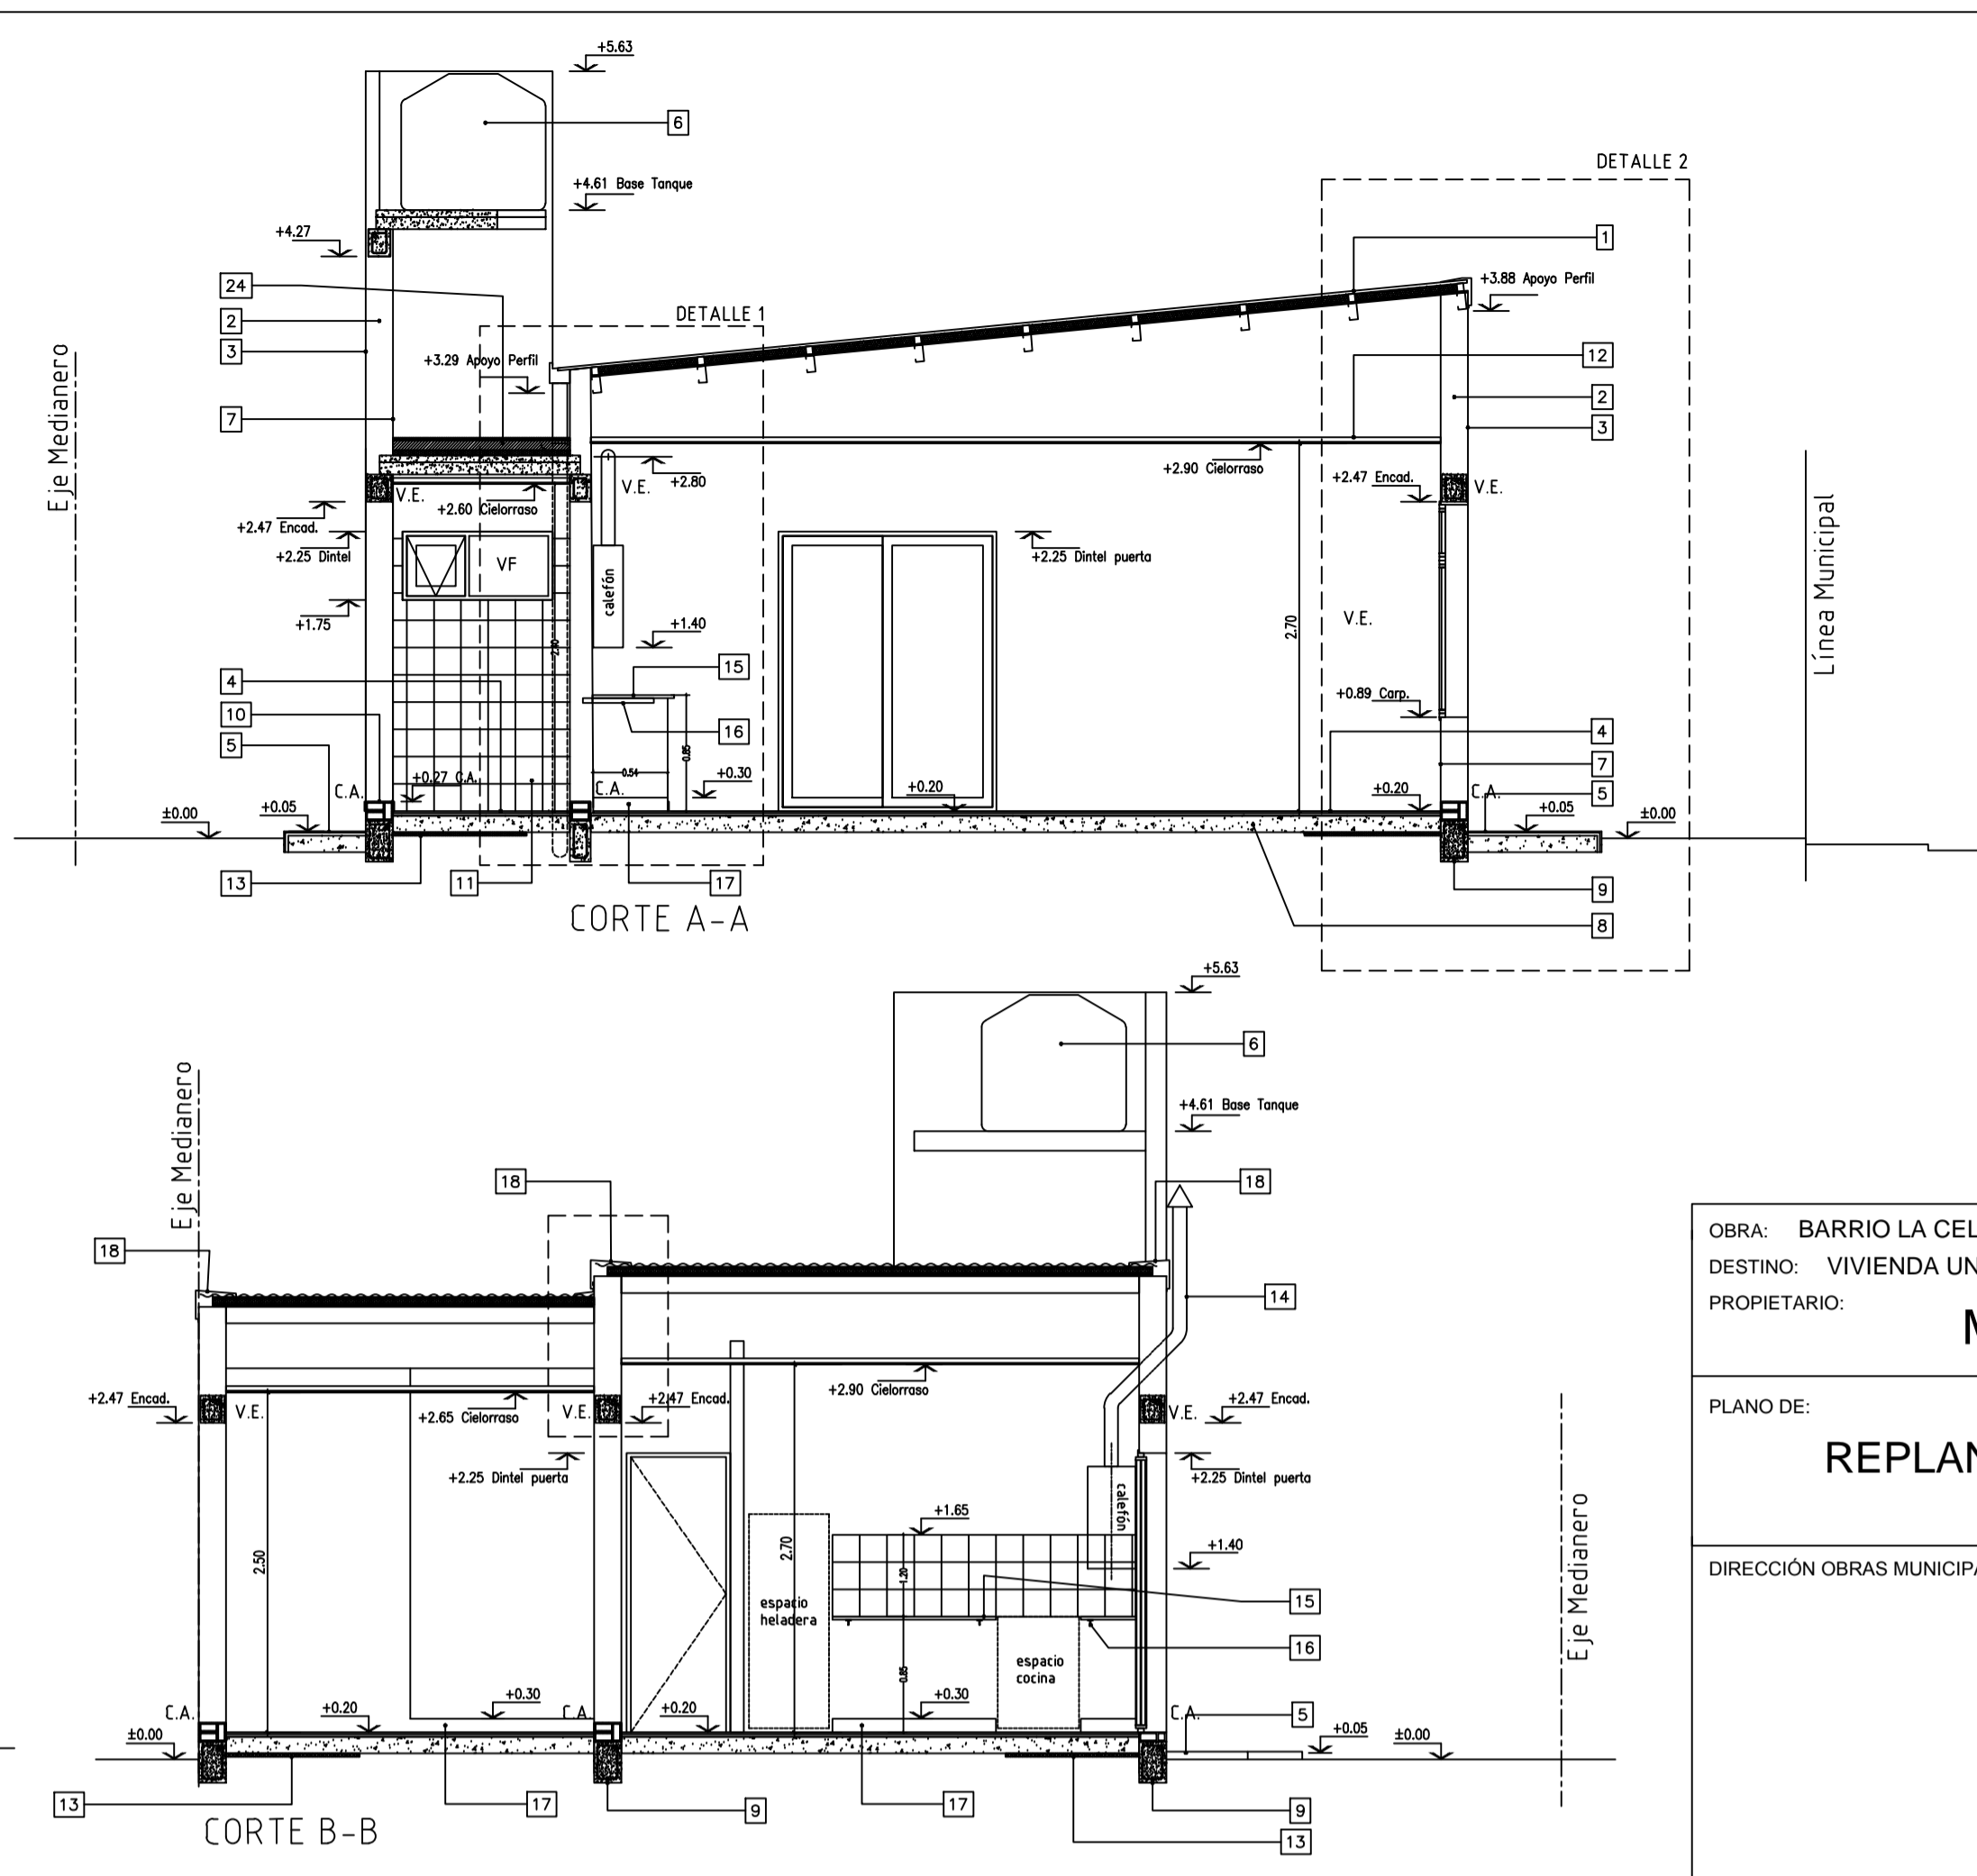 +5.63
6
DETALLE 2
+4.61 Base Tanque
+4.27
1
+3.88 Apoyo Perfil
24
DETALLE 1
2
3
Eje Medianero
+3.29 Apoyo Perfil
12
2
7
3
+2.90 Cielorraso
+2.80
V.E.
V.E.
+2.47 Encad.
V.E.
+2.60 Cielorraso
+2.47 Encad.
+2.25 Dintel
+2.25 Dintel puerta
VF
calefón
Línea Municipal
+1.75
+1.40
2.70
V.E.
15
4
+0.89 Carp.
10
16
4
5
0.85
0.54
+0.27 C.A.
+0.30
7
C.A.
C.A.
+0.20
+0.20
C.A.
5
±0.00
+0.05
+0.05
±0.00
13
11
17
9
8
CORTE A-A
+5.63
6
Eje Medianero
+4.61 Base Tanque
18
18
18
14
+2.90 Cielorraso
+2.47 Encad.
V.E.
+2.65 Cielorraso
V.E.
+2.47 Encad.
V.E.
+2.47 Encad.
+2.25 Dintel puerta
+2.25 Dintel puerta
calefón
+1.65
2.50
2.70
+1.40
1.20
Eje Medianero
espacio
heladera
15
16
espacio
cocina
0.85
C.A.
+0.20
+0.30
C.A.
+0.20
+0.30
C.A.
5
±0.00
+0.05
±0.00
13
17
9
17
9
13
CORTE B-B
OBRA: BARRIO LA CEL
DESTINO: VIVIENDA UN
PROPIETARIO:
M
PLANO DE:
REPLAN
DIRECCIÓN OBRAS MUNICIPA